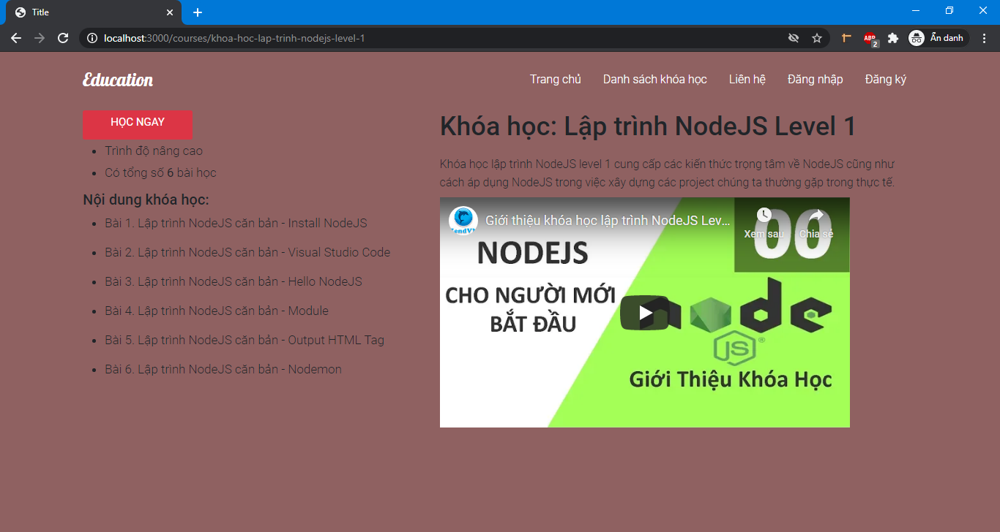 Title
localhost:3000/courses/khoa-hoc-lap-trinh-nodejs-level-1
ABP
2
Ẩn danh
Education
Trang chủ
Danh sách khóa học
Liên hệ
Đăng nhập
Đăng ký
HỌC NGAY
Trình độ nâng cao
Có tổng số 6 bài học
Nội dung khóa học:
Bài 1. Lập trình NodeJS căn bản - Install NodeJS
Bài 2. Lập trình NodeJS căn bản - Visual Studio Code
Bài 3. Lập trình NodeJS căn bản - Hello NodeJS
Bài 4. Lập trình NodeJS căn bản - Module
Bài 5. Lập trình NodeJS căn bản - Output HTML Tag
Bài 6. Lập trình NodeJS căn bản - Nodemon
Khóa học: Lập trình NodeJS Level 1
Khóa học lập trình NodeJS level 1 cung cấp các kiến thức trọng tâm về NodeJS cũng như
cách áp dụng NodeJS trong việc xây dựng các project chúng ta thường gặp trong thực tế.
Giới thiệu khóa học lập trình NodeJS Lev...
Xem sau
Chia sẻ
00
NODEJS
CHO NGƯỜI MỚI
BẮT ĐẦU
node
JS
Giới Thiệu Khóa Học